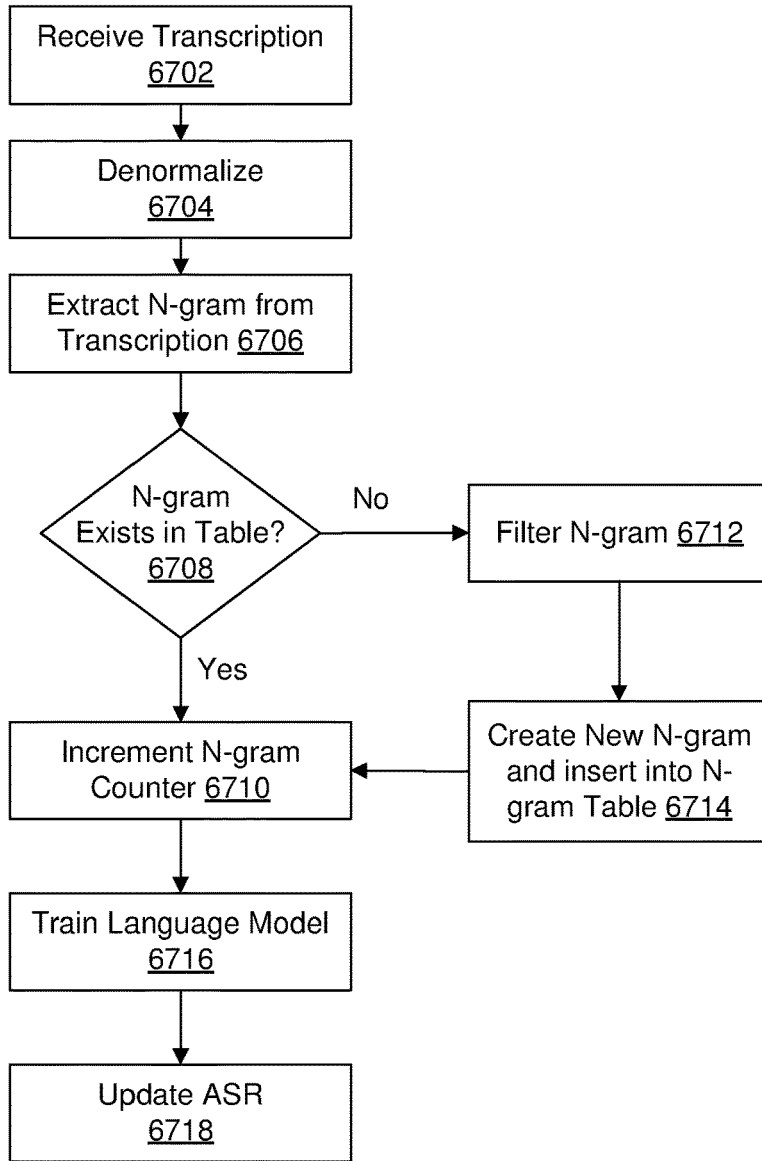 Receive Transcription
6702
Denormalize
6704
Extract N-gram from
Transcription 6706
N-gram
Exists in Table?
6708
No
Filter N-gram 6712
Yes
Create New N-gram
and insert into N-
gram Table 6714
Increment N-gram
Counter 6710
Train Language Model
6716
Update ASR
6718